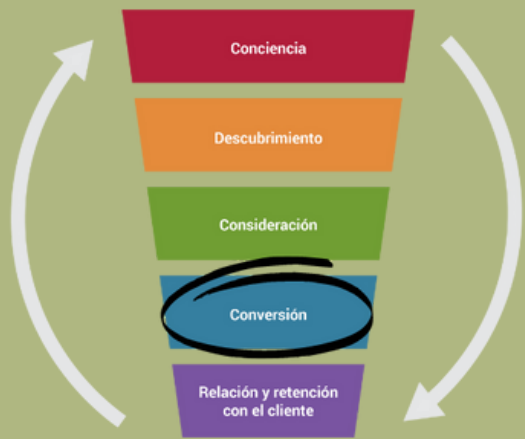 Conciencia
Descubrimiento
Consideración
Conversión
Relación y retención
con el cliente